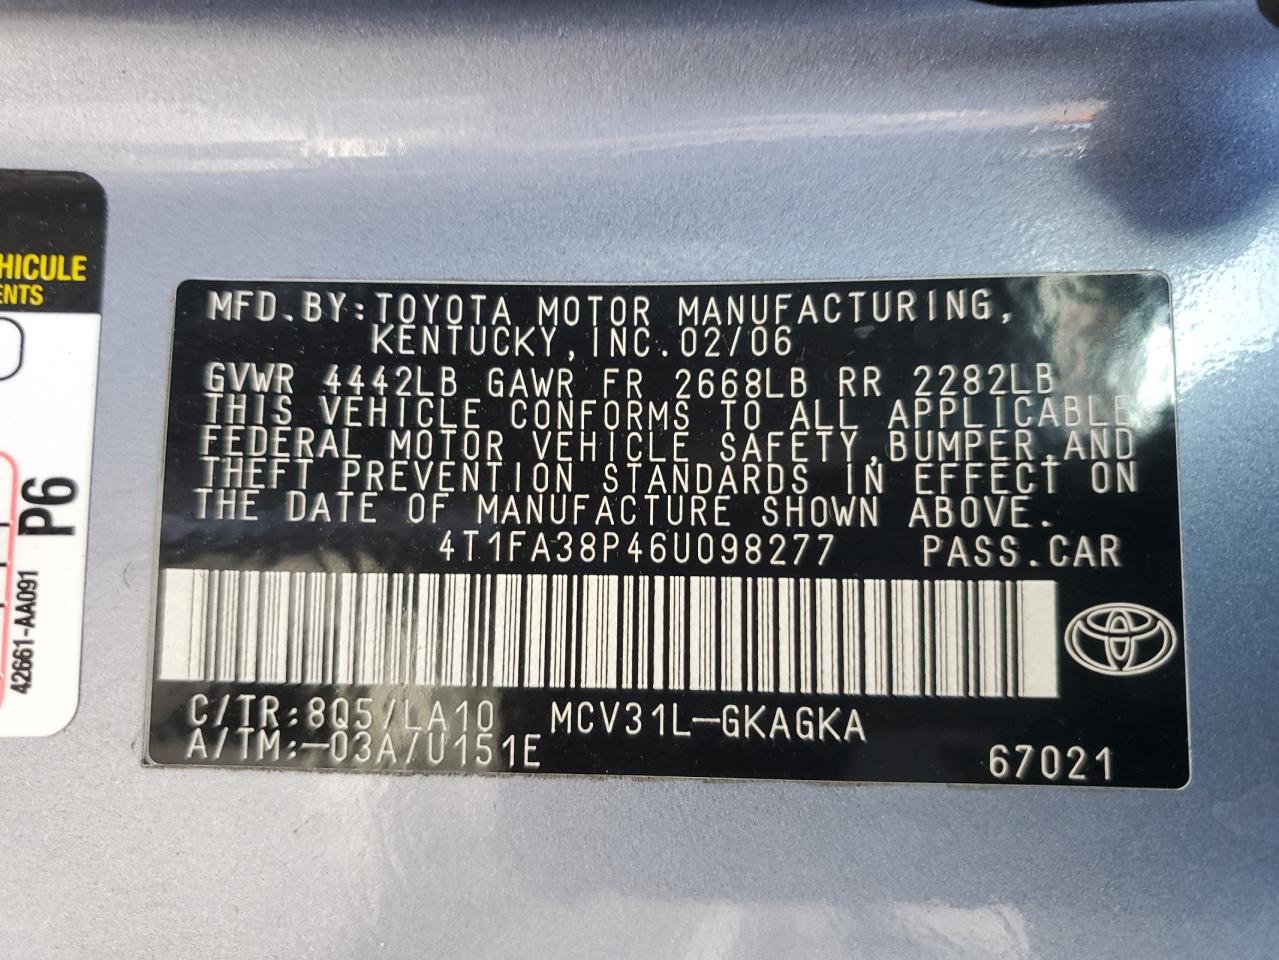 HICULE
ENTS
P6
42661-AA091
MFD.BY:TOYOTA MOTOR MANUFACTURING,
KENTUCKY,INC.02/06
GVWR 4442LB GAWR FR 2668LB RR 2282LB
THIS VEHICLE CONFORMS TO ALL APPLICABLE
FEDERAL MOTOR VEHICLE SAFETY,BUMPER,AND
THEFT PREVENTION STANDARDS IN EFFECT ON
THE DATE OF MANUFACTURE SHOWN ABOVE.
4T1FA38P46U098277 PASS.CAR
C/TR:8Q5/LA10 MCV31L-GKAGKA
A/TM:-03A/U151E
67021